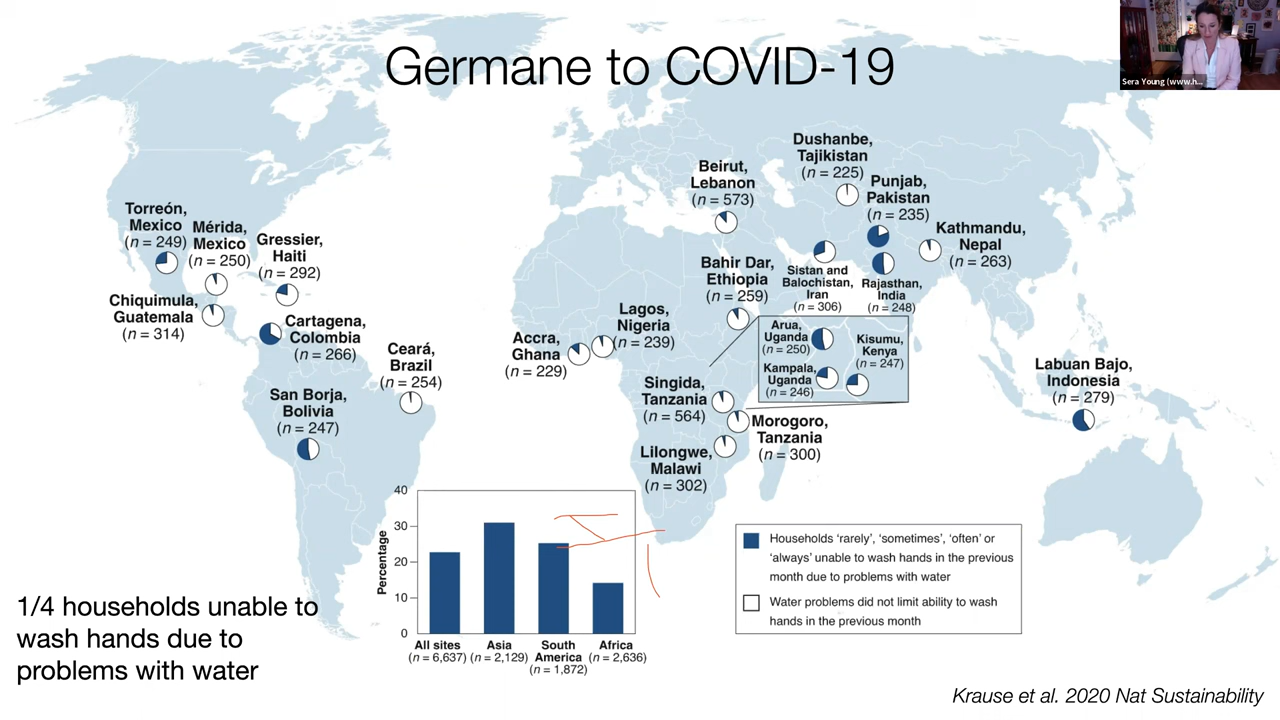 Germane to COVID-19
Sera Young (www.h...
Dushanbe,
Tajikistan
(n = 225)
Beirut,
Lebanon
(n = 573)
Punjab,
Pakistan
(n = 235)
Kathmandu,
Nepal
(n = 263)
Torreón,
Mexico
(n = 249)
Mérida,
Mexico
(n = 250)
Gressier,
Haiti
(n = 292)
Bahir Dar,
Ethiopia
(n = 259)
Sistan and
Balochistan,
Iran
(n = 306)
Rajasthan,
India
(n = 248)
Chiquimula,
Guatemala
(n = 314)
Cartagena,
Colombia
(n = 266)
Lagos,
Nigeria
(n = 239)
Accra,
Ghana
(n = 229)
Arua,
Uganda
(n = 250)
Kisumu,
Kenya
(n = 247)
Kampala,
Uganda
(n = 246)
Ceará,
Brazil
(n = 254)
Labuan Bajo,
Indonesia
(n = 279)
San Borja,
Bolivia
(n = 247)
Singida,
Tanzania
(n = 564)
Morogoro,
Tanzania
(n = 300)
Lilongwe,
Malawi
(n = 302)
40
30
20
10
0
Percentage
All sites
(n = 6,637)
Asia
(n = 2,129)
South
America
(n = 1,872)
Africa
(n = 2,636)
Households ‘rarely’, ‘sometimes’, ‘often’ or
‘always’ unable to wash hands in the previous
month due to problems with water
Water problems did not limit ability to wash
hands in the previous month
1/4 households unable to
wash hands due to
problems with water
Krause et al. 2020 Nat Sustainability